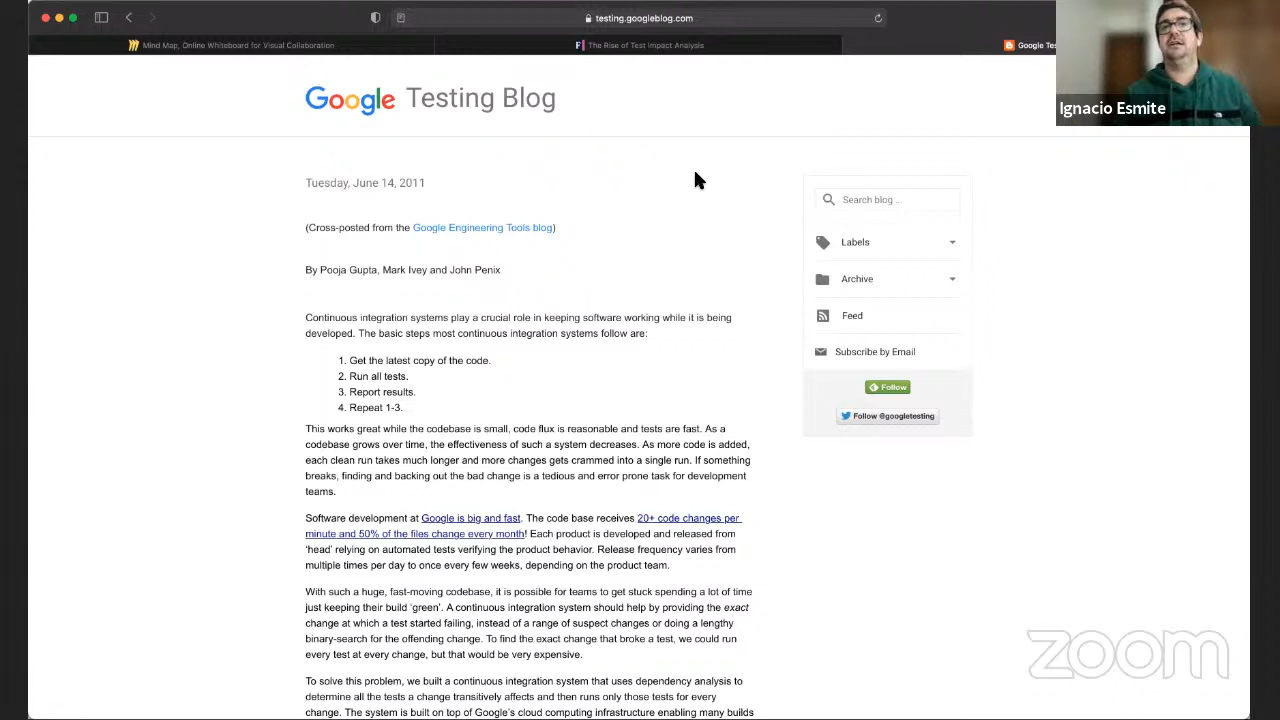 testing.googleblog.com
Mind Map, Online Whiteboard for Visual Collaboration
The Rise of Test Impact Analysis
Google Tes
Ignacio Esmite
Google Testing Blog
Tuesday, June 14, 2011
Search blog ...
(Cross-posted from the Google Engineering Tools blog)
Labels
By Pooja Gupta, Mark Ivey and John Penix
Archive
Feed
Subscribe by Email
Follow
Follow @googletesting
Continuous integration systems play a crucial role in keeping software working while it is being
developed. The basic steps most continuous integration systems follow are:
1. Get the latest copy of the code.
2. Run all tests.
3. Report results.
4. Repeat 1-3.
This works great while the codebase is small, code flux is reasonable and tests are fast. As a
codebase grows over time, the effectiveness of such a system decreases. As more code is added,
each clean run takes much longer and more changes gets crammed into a single run. If something
breaks, finding and backing out the bad change is a tedious and error prone task for development
teams.
Software development at Google is big and fast. The code base receives 20+ code changes per
minute and 50% of the files change every month! Each product is developed and released from
‘head’ relying on automated tests verifying the product behavior. Release frequency varies from
multiple times per day to once every few weeks, depending on the product team.
With such a huge, fast-moving codebase, it is possible for teams to get stuck spending a lot of time
just keeping their build ‘green’. A continuous integration system should help by providing the exact
change at which a test started failing, instead of a range of suspect changes or doing a lengthy
binary-search for the offending change. To find the exact change that broke a test, we could run
every test at every change, but that would be very expensive.
To solve this problem, we built a continuous integration system that uses dependency analysis to
determine all the tests a change transitively affects and then runs only those tests for every
change. The system is built on top of Google's cloud computing infrastructure enabling many builds
zoom